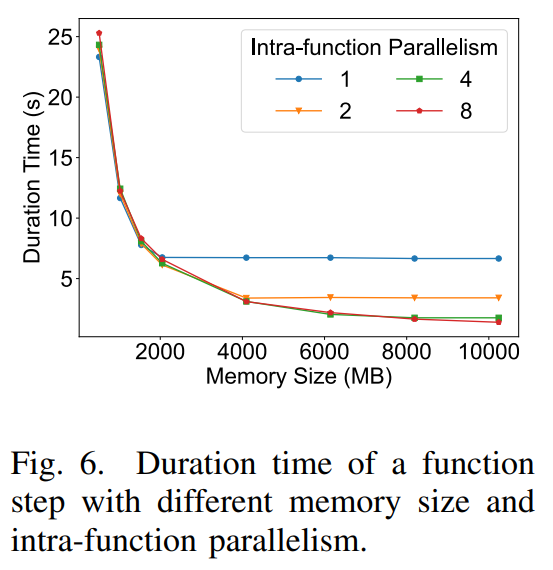 25
20
15
10
5
Duration Time (s)
Intra-function Parallelism
1 4
2 8
2000 4000 6000 8000 10000
Memory Size (MB)
Fig. 6. Duration time of a function
step with different memory size and
intra-function parallelism.